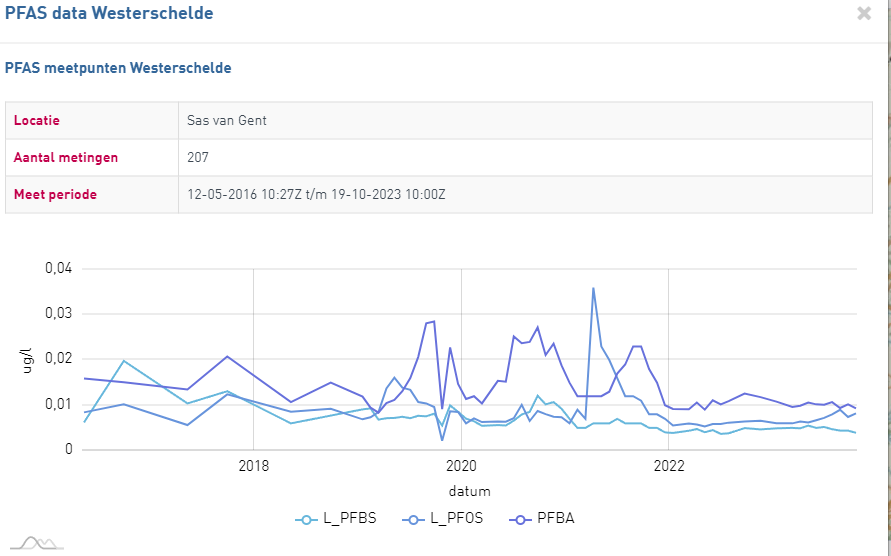 PFAS data Westerschelde
PFAS meetpunten Westerschelde
Locatie Sas van Gent
Aantal metingen 207
Meet periode 12-05-2016 10:27Z t/m 19-10-2023 10:00Z
0,04
0,03
0,02
0,01
0
ug/l
2018 2020 2022
datum
L_PFBS L_PFOS PFBA